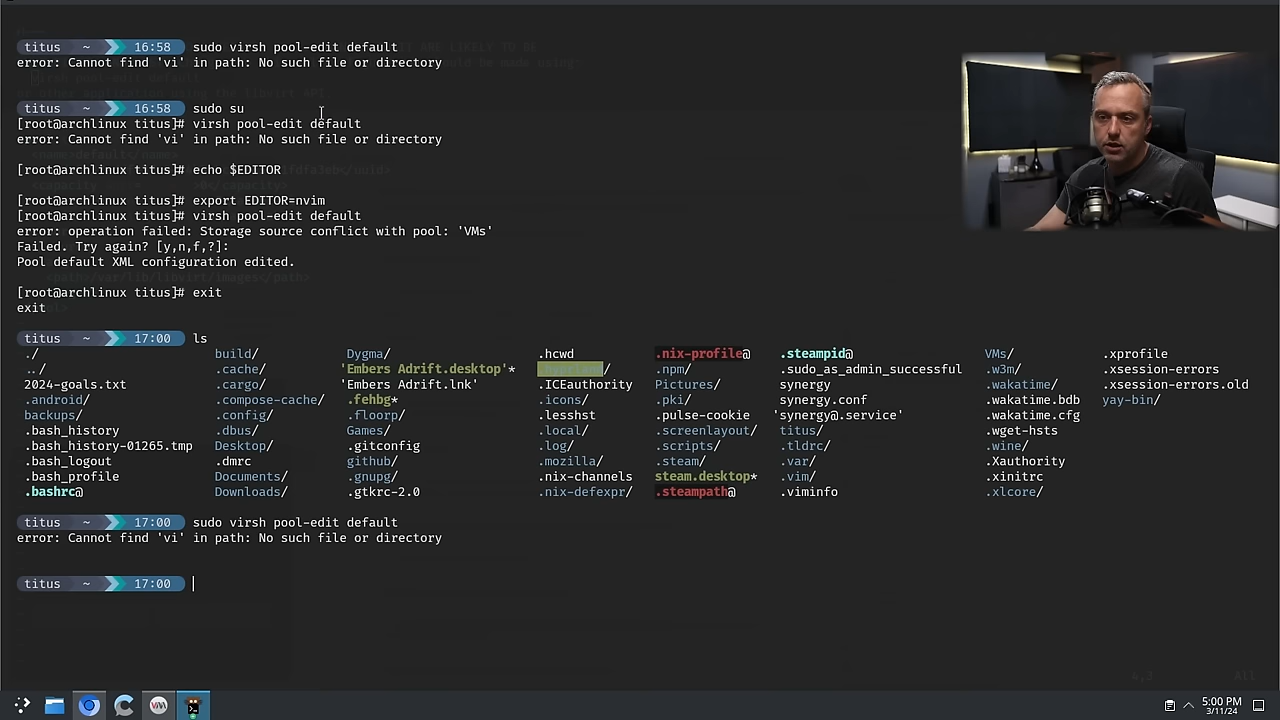 titus ~ 16:58 sudo virsh pool-edit default
error: Cannot find 'vi' in path: No such file or directory
titus ~ 16:58 sudo su
[root@archlinux titus]# virsh pool-edit default
error: Cannot find 'vi' in path: No such file or directory
[root@archlinux titus]# echo $EDITOR
[root@archlinux titus]# export EDITOR=nvim
[root@archlinux titus]# virsh pool-edit default
error: operation failed: Storage source conflict with pool: 'VMs'
Failed. Try again? [y,n,f,?]:
Pool default XML configuration edited.
[root@archlinux titus]# exit
exit
titus ~ 17:00 ls
./ build/ Dygma/ .hcwd .nix-profile@ .steampid@ VMs/ .xprofile
../ .cache/ 'Embers Adrift.desktop'* .npm/ .sudo_as_admin_successful .w3m/ .xsession-errors
2024-goals.txt .cargo/ 'Embers Adrift.lnk' .ICEauthority Pictures/ synergy .wakatime/ .xsession-errors.old
.android/ .compose-cache/ .fehbg* .icons/ .pki/ synergy.conf .wakatime.bdb yay-bin/
backups/ .config/ .floorp/ .lesshst .pulse-cookie 'synergy@.service' .wakatime.cfg
.bash_history .dbus/ Games/ .local/ .screenlayout/ titus/ .wget-hsts
.bash_history-01265.tmp Desktop/ .gitconfig .log/ .scripts/ .tldrc/ .wine/
.bash_logout .dmrc github/ .mozilla/ .steam/ .var/ .Xauthority
.bash_profile Documents/ .gnupg/ .nix-channels steam.desktop* .vim/ .xinitrc
.bashrc@ Downloads/ .gtkrc-2.0 .nix-defexpr/ .steampath@ .viminfo .xlcore/
titus ~ 17:00 sudo virsh pool-edit default
error: Cannot find 'vi' in path: No such file or directory
titus ~ 17:00
5:00 PM
3/11/24